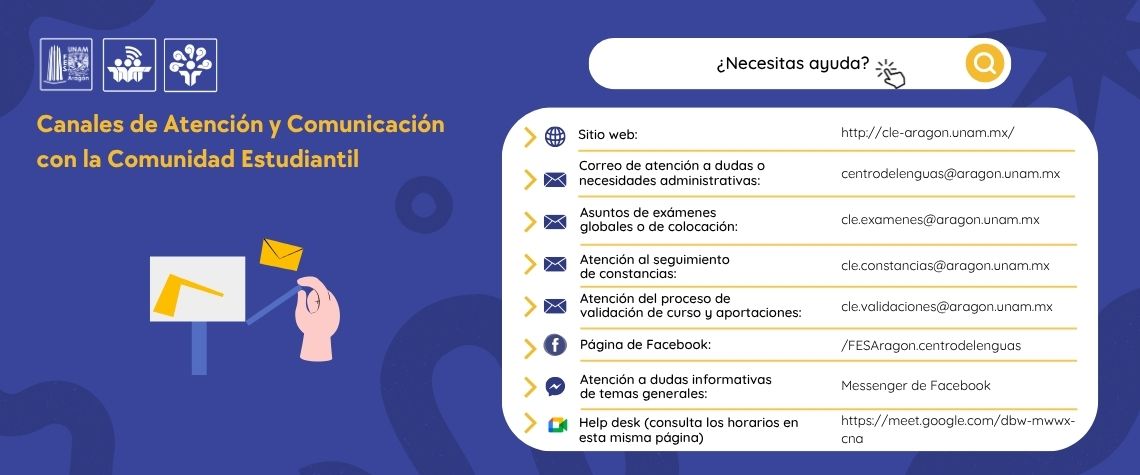 UNAM
FES
Aragón
Canales de Atención y Comunicación
con la Comunidad Estudiantil
¿Necesitas ayuda?
Sitio web:
http://cle-aragon.unam.mx/
Correo de atención a dudas o
necesidades administrativas:
centrodelenguas@aragon.unam.mx
Asuntos de exámenes
globales o de colocación:
cle.examenes@aragon.unam.mx
Atención al seguimiento
de constancias:
cle.constancias@aragon.unam.mx
Atención del proceso de
validación de curso y aportaciones:
cle.validaciones@aragon.unam.mx
Página de Facebook:
/FESAragon.centrodelenguas
Atención a dudas informativas
de temas generales:
Messenger de Facebook
Help desk (consulta los horarios en
esta misma página)
https://meet.google.com/dbw-mwwx-
cna